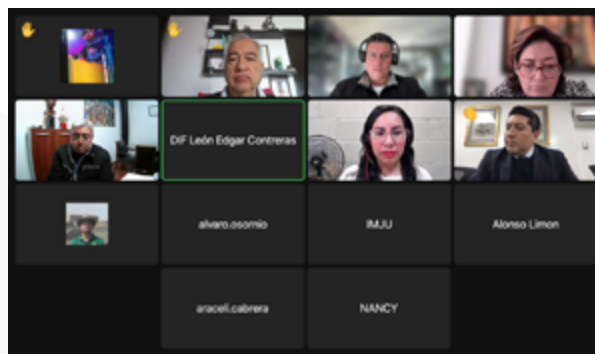 DIF León Edgar Contreras
alvaro.osornio
IMJU
Alonso Limon
araceli.cabrera
NANCY